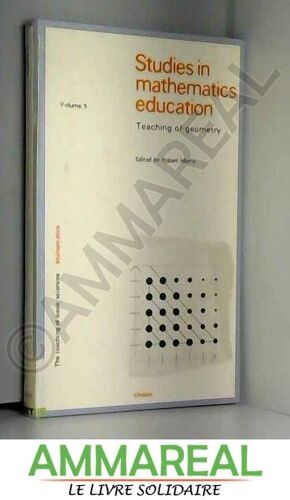 Studies in
mathematics
education
Volume 5
Teaching of geometry
Edited by Robert Morris
The teaching of basic sciences Mathematics
Unesco
©AMMAREAL
AMMAREAL
LE LIVRE SOLIDAIRE